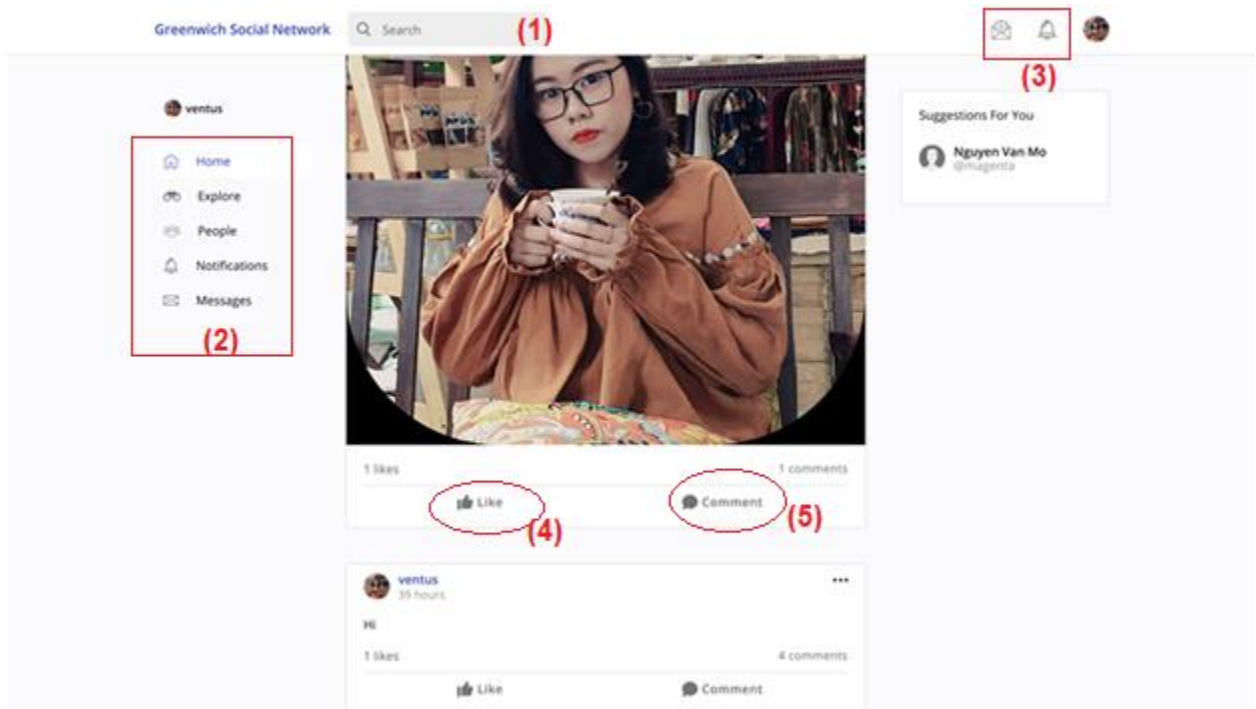 Greenwich Social Network
Search
(1)
(3)
ventus
Home
Explore
People
Notifications
Messages
(2)
Suggestions For You
Nguyen Van Mo
@magenta
1 likes
1 comments
Like
Comment
(4)
(5)
ventus
39 hours
Hi
1 likes
4 comments
Like
Comment